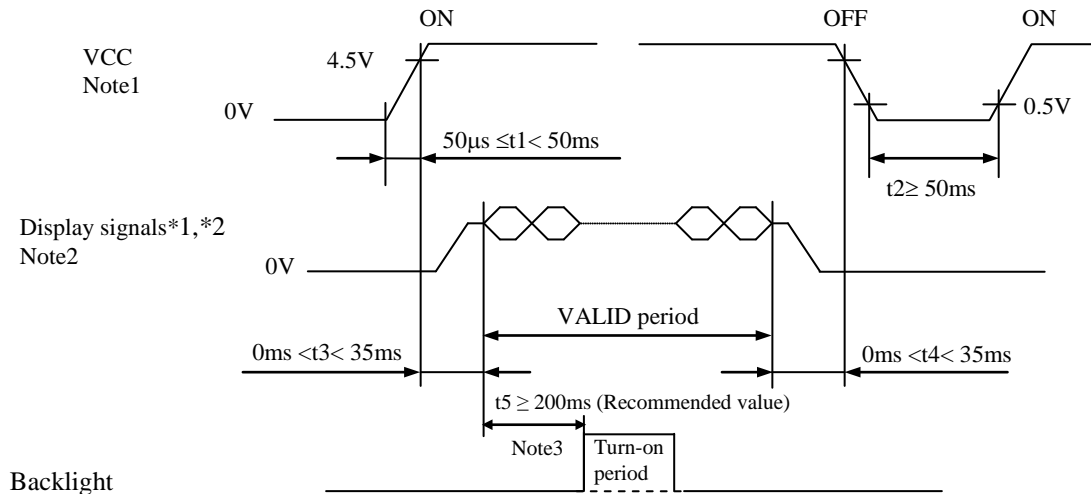 ON OFF ON
VCC
Note1
4.5V
0V
0.5V
50μs ≤t1< 50ms
t2≥ 50ms
Display signals*1,*2
Note2
0V
VALID period
0ms <t3< 35ms
0ms <t4< 35ms
t5 ≥ 200ms (Recommended value)
Note3
Turn-on
period
Backlight